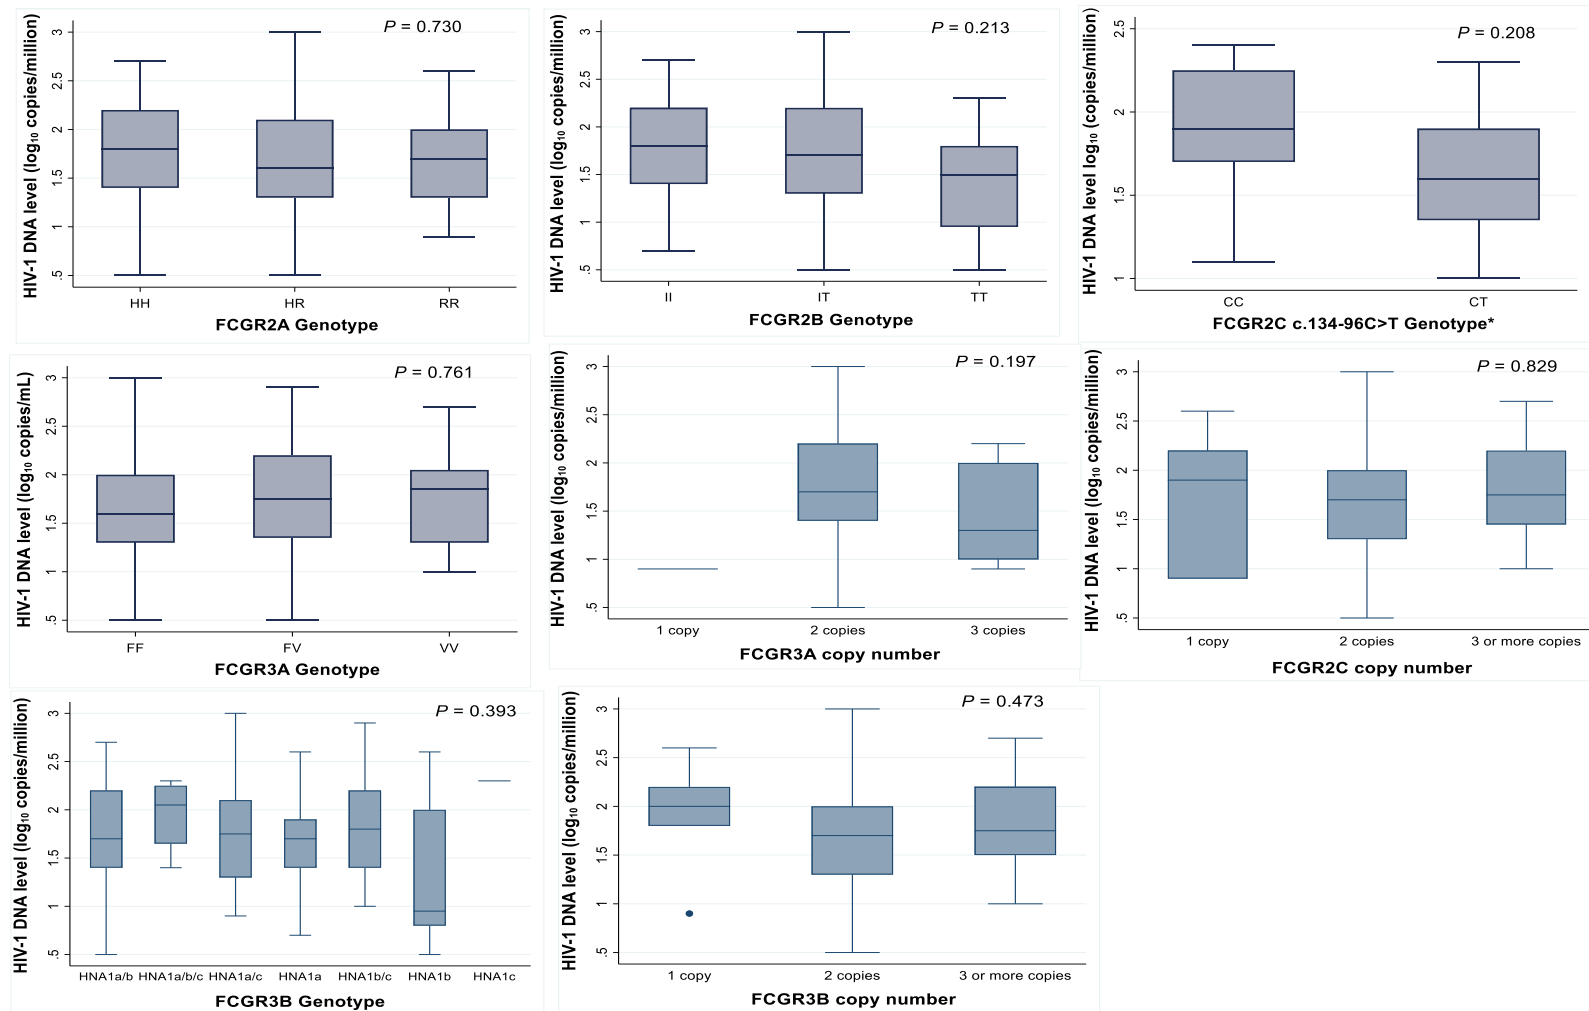 HIV-1 DNA level (log₁₀ copies/million)
3
2.5
2
1.5
1
.5
P = 0.730
HH HR RR
FCGR2A Genotype
HIV-1 DNA level (log₁₀ copies/million)
3
2.5
2
1.5
1
.5
P = 0.213
II IT TT
FCGR2B Genotype
HIV-1 DNA level log₁₀ (copies/million)
2.5
2
1.5
1
P = 0.208
CC CT
FCGR2C c.134-96C>T Genotype*
HIV-1 DNA level (log₁₀ copies/mL)
3
2.5
2
1.5
1
.5
P = 0.761
FF FV VV
FCGR3A Genotype
HIV-1 DNA level (log₁₀ copies/million)
3
2.5
2
1.5
1
.5
P = 0.197
1 copy 2 copies 3 copies
FCGR3A copy number
HIV-1 DNA level (log₁₀ copies/million)
3
2.5
2
1.5
1
.5
P = 0.829
1 copy 2 copies 3 or more copies
FCGR2C copy number
HIV-1 DNA level (log₁₀ copies/million)
3
2.5
2
1.5
1
.5
P = 0.393
HNA1a/b HNA1a/b/c HNA1a/c HNA1a HNA1b/c HNA1b HNA1c
FCGR3B Genotype
HIV-1 DNA level (log₁₀ copies/million)
3
2.5
2
1.5
1
.5
P = 0.473
1 copy 2 copies 3 or more copies
FCGR3B copy number